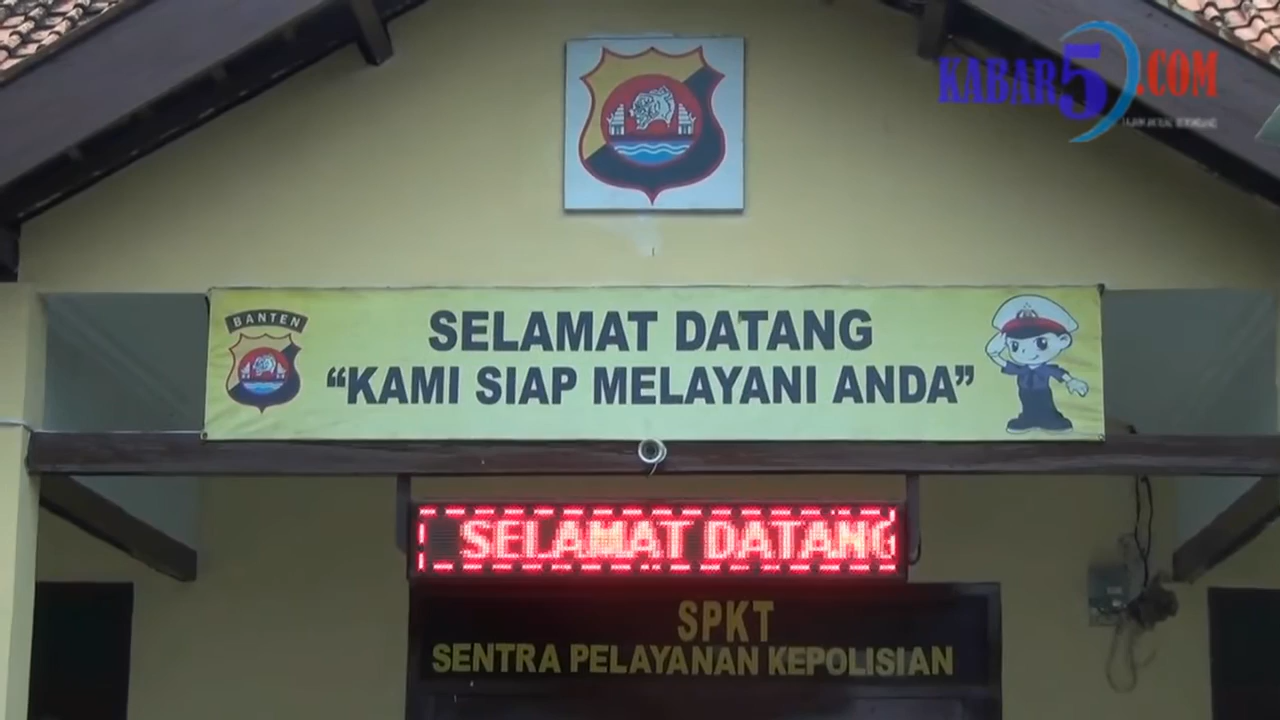 KABAR5.COM
BANTEN
SELAMAT DATANG
“KAMI SIAP MELAYANI ANDA”
SELAMAT DATANG
SPKT
SENTRA PELAYANAN KEPOLISIAN